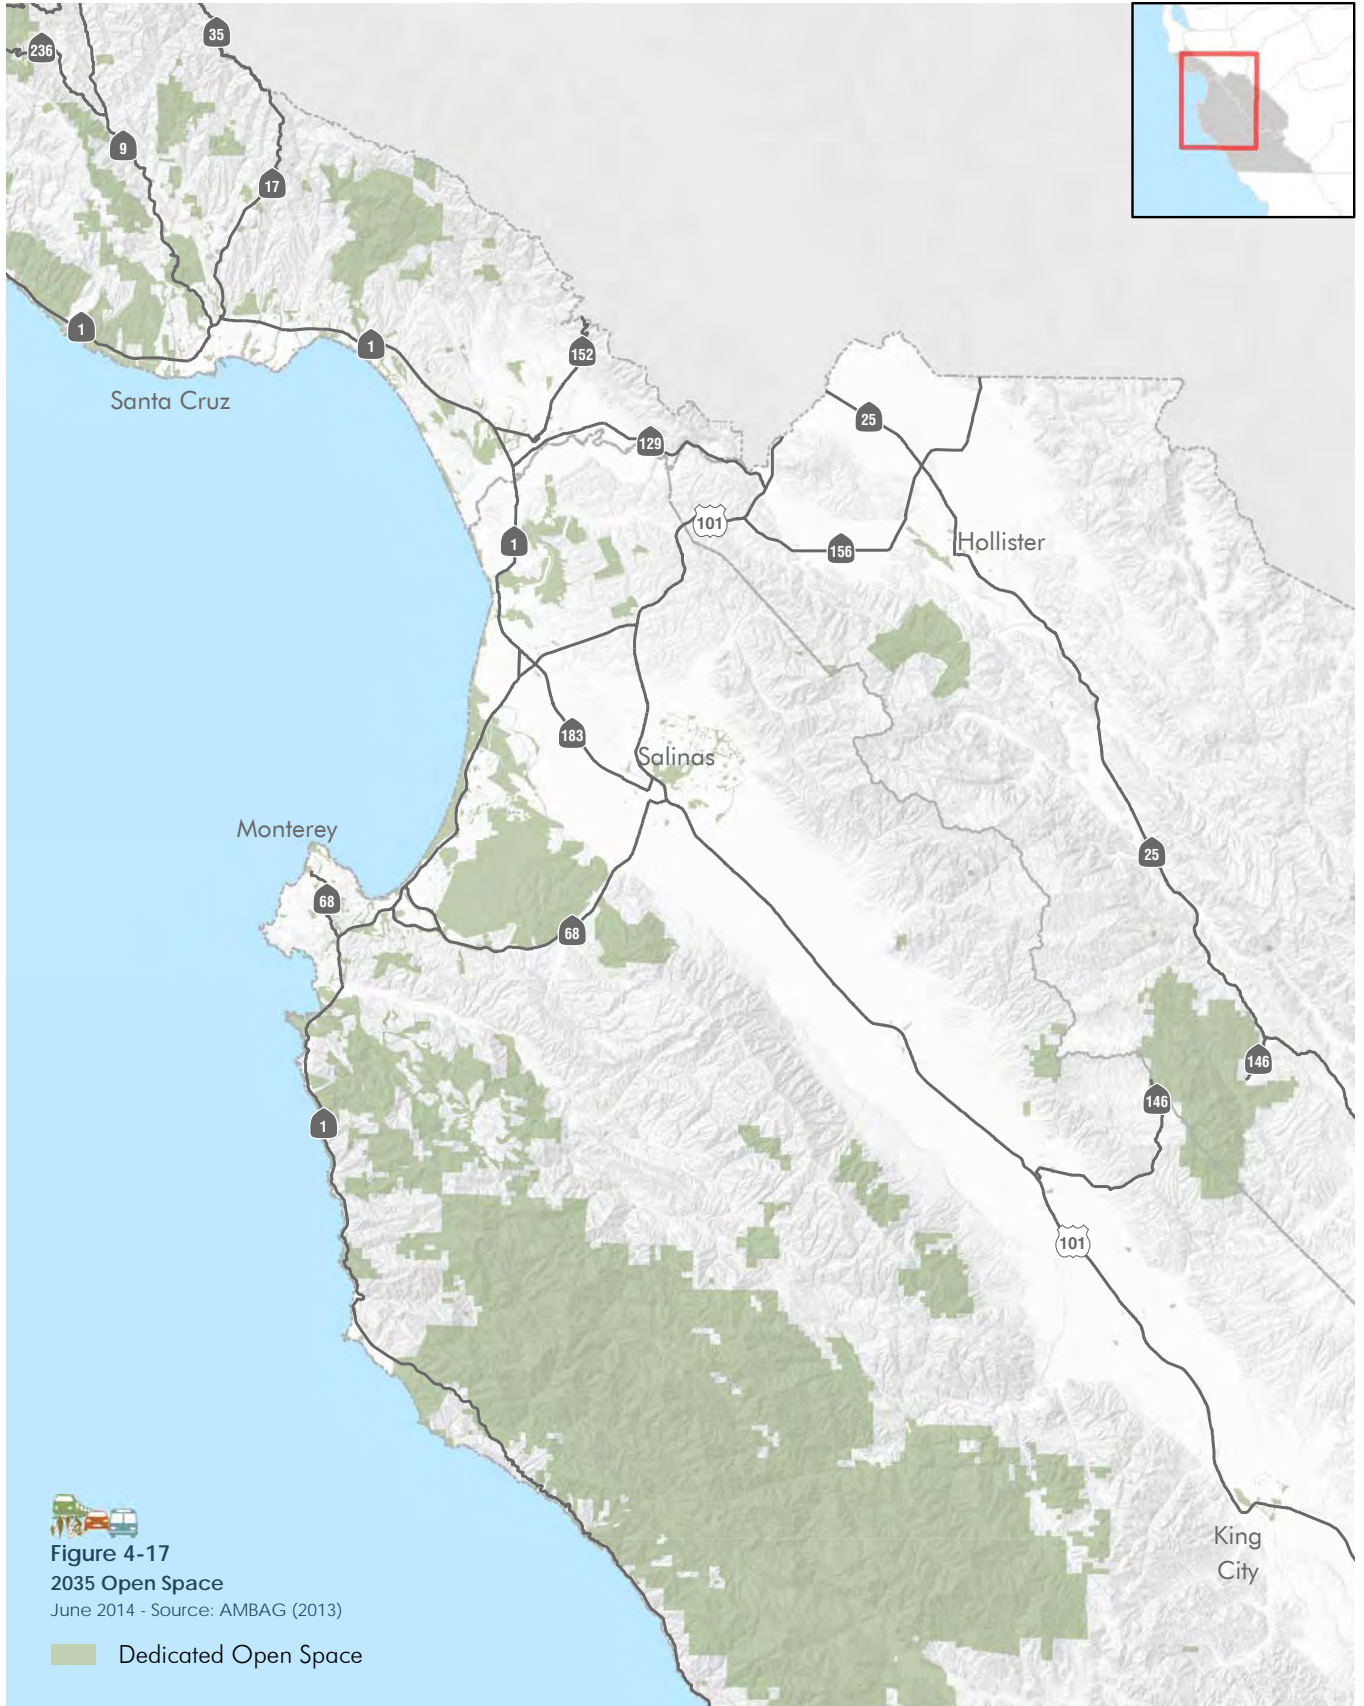 35
236
9
17
1
Santa Cruz
1
152
129
25
101
1
156
Hollister
183
Salinas
Monterey
68
68
25
146
146
1
101
King
City
Figure 4-17
2035 Open Space
June 2014 - Source: AMBAG (2013)
Dedicated Open Space